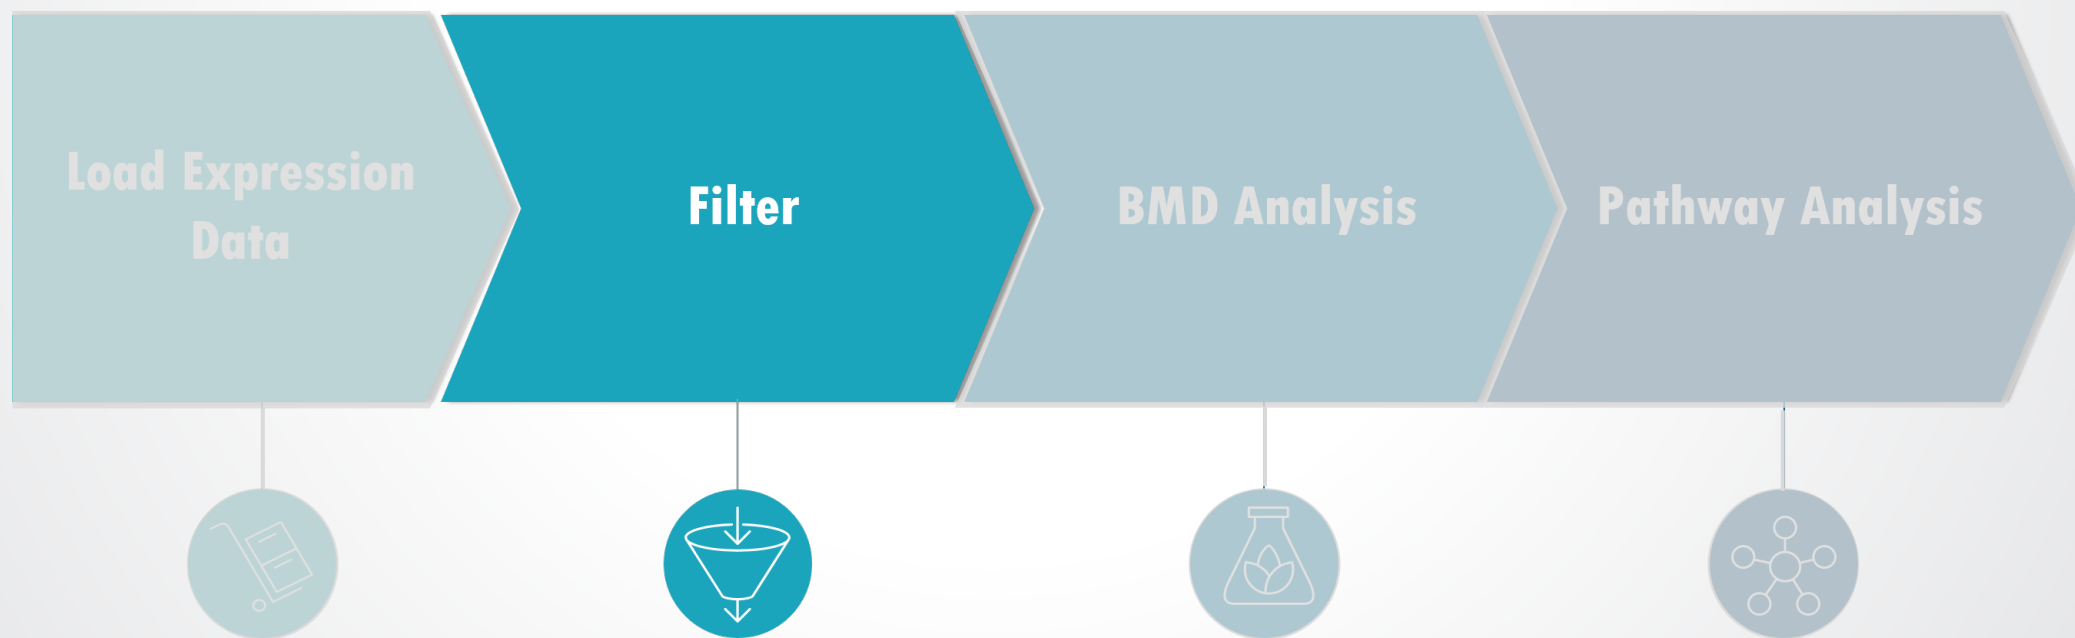 Load Expression
Data
Filter
BMD Analysis
Pathway Analysis